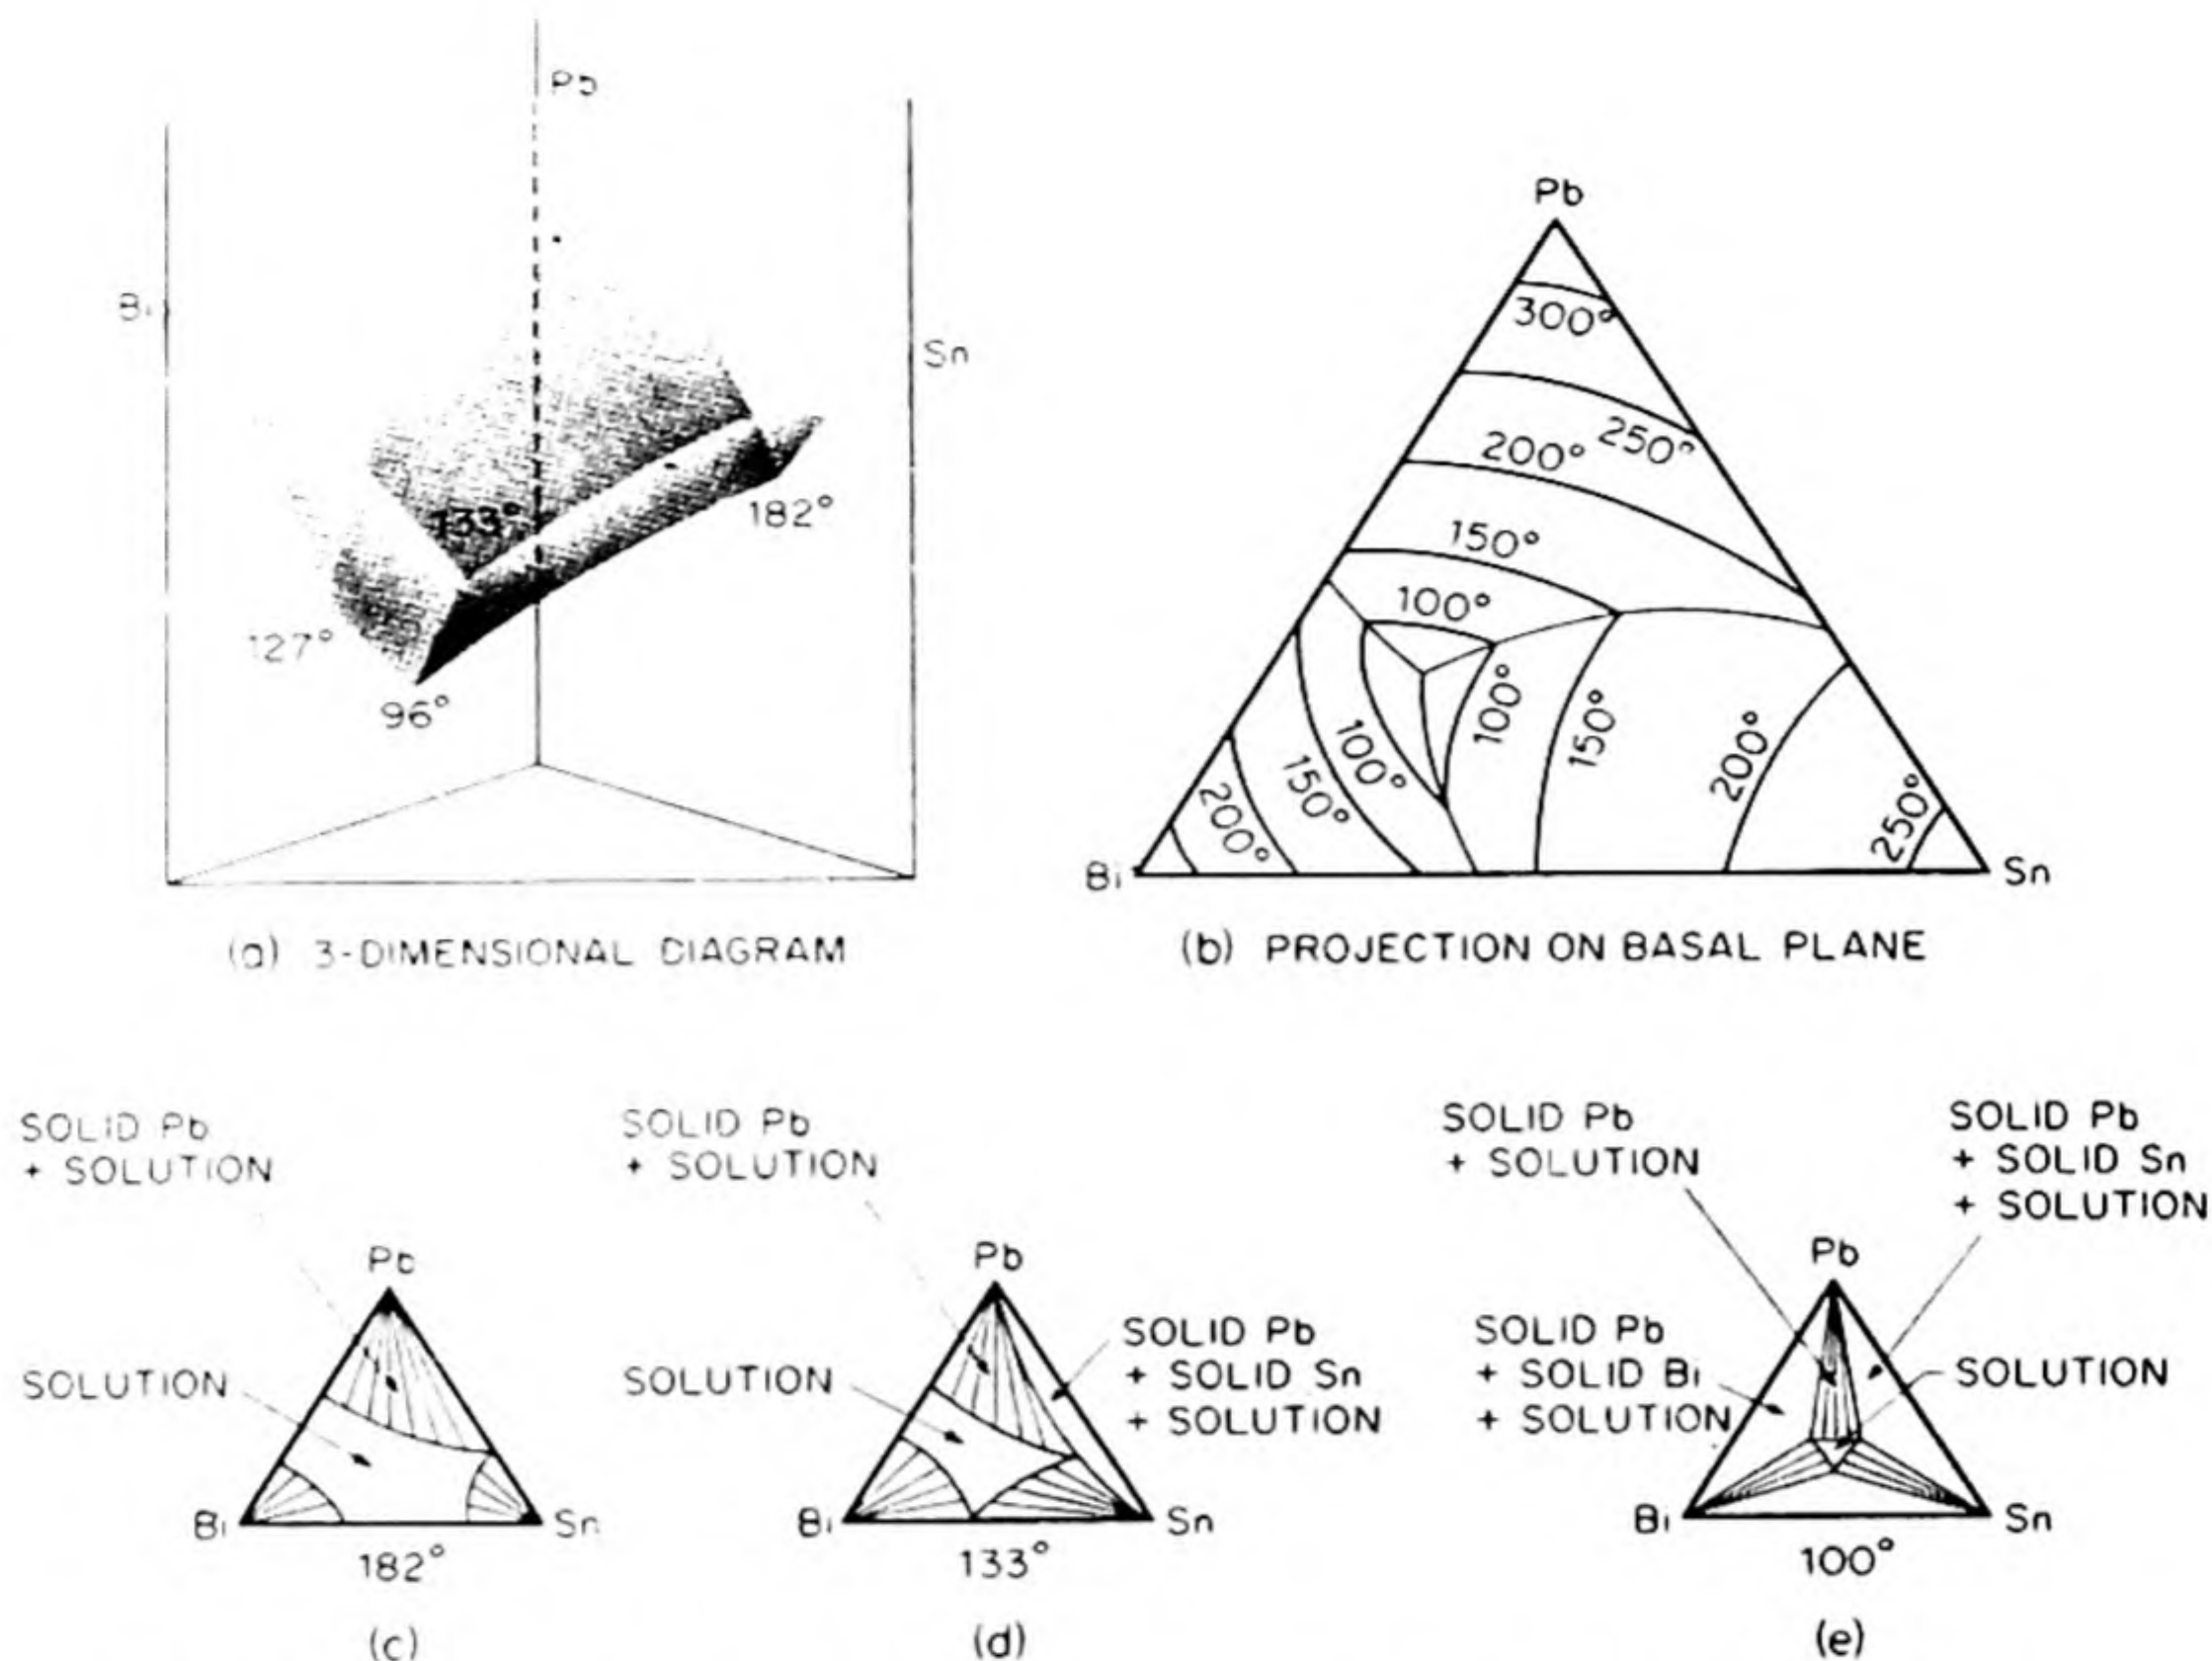 Pb
Bi
Sn
133°
182°
127°
96°
(a) 3-DIMENSIONAL DIAGRAM
Pb
300°
250°
200°
150°
100°
100°
150°
200°
250°
100°
150°
200°
Bi
Sn
(b) PROJECTION ON BASAL PLANE
SOLID Pb
+ SOLUTION
SOLUTION
Pb
Bi
Sn
182°
(c)
SOLID Pb
+ SOLUTION
SOLUTION
Pb
SOLID Pb
+ SOLID Sn
+ SOLUTION
Bi
Sn
133°
(d)
SOLID Pb
+ SOLUTION
SOLID Pb
+ SOLID Sn
+ SOLUTION
Pb
SOLID Pb
+ SOLID Bi
+ SOLUTION
SOLUTION
Bi
Sn
100°
(e)